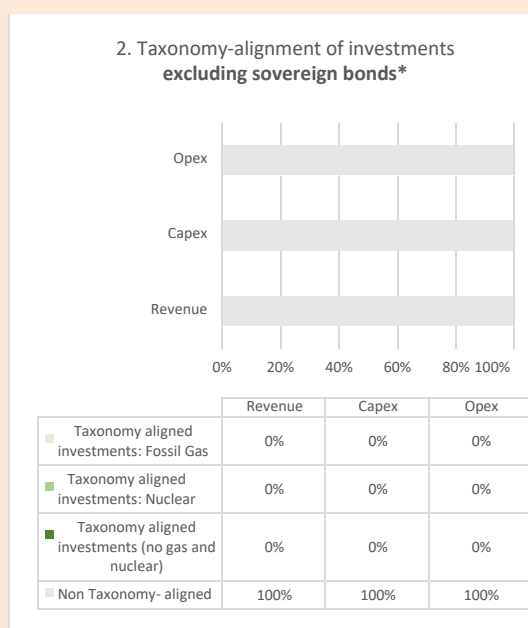 2. Taxonomy-alignment of investments
excluding sovereign bonds*
Opex
Capex
Revenue
0% 20% 40% 60% 80% 100%
Revenue Capex Opex
Taxonomy aligned
investments: Fossil Gas
0% 0% 0%
Taxonomy aligned
investments: Nuclear
0% 0% 0%
Taxonomy aligned
investments (no gas and
nuclear)
0% 0% 0%
Non Taxonomy- aligned 100% 100% 100%